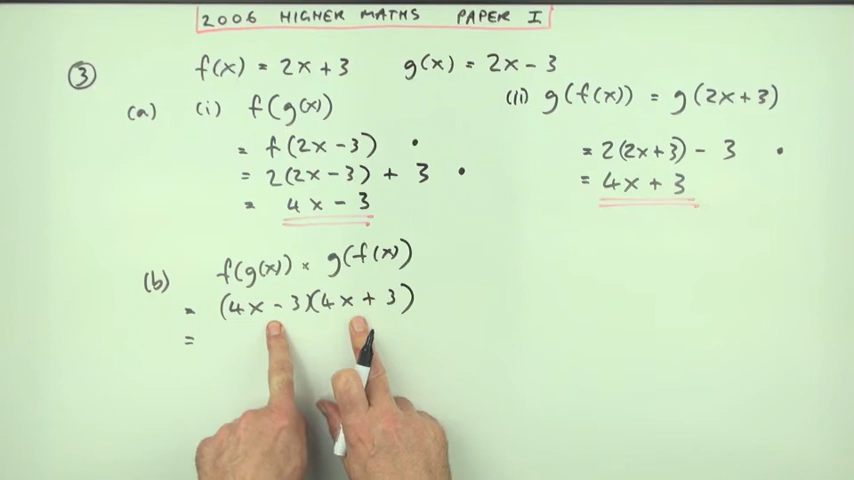 2006 HIGHER MATHS PAPER I
③ f(x) = 2x + 3 g(x) = 2x - 3
(a) (i) f(g(x))
= f(2x - 3) •
= 2(2x - 3) + 3 •
= 4x - 3
(ii) g(f(x)) = g(2x + 3)
= 2(2x + 3) - 3 •
= 4x + 3
(b) f(g(x)) × g(f(x))
= (4x - 3)(4x + 3)
=